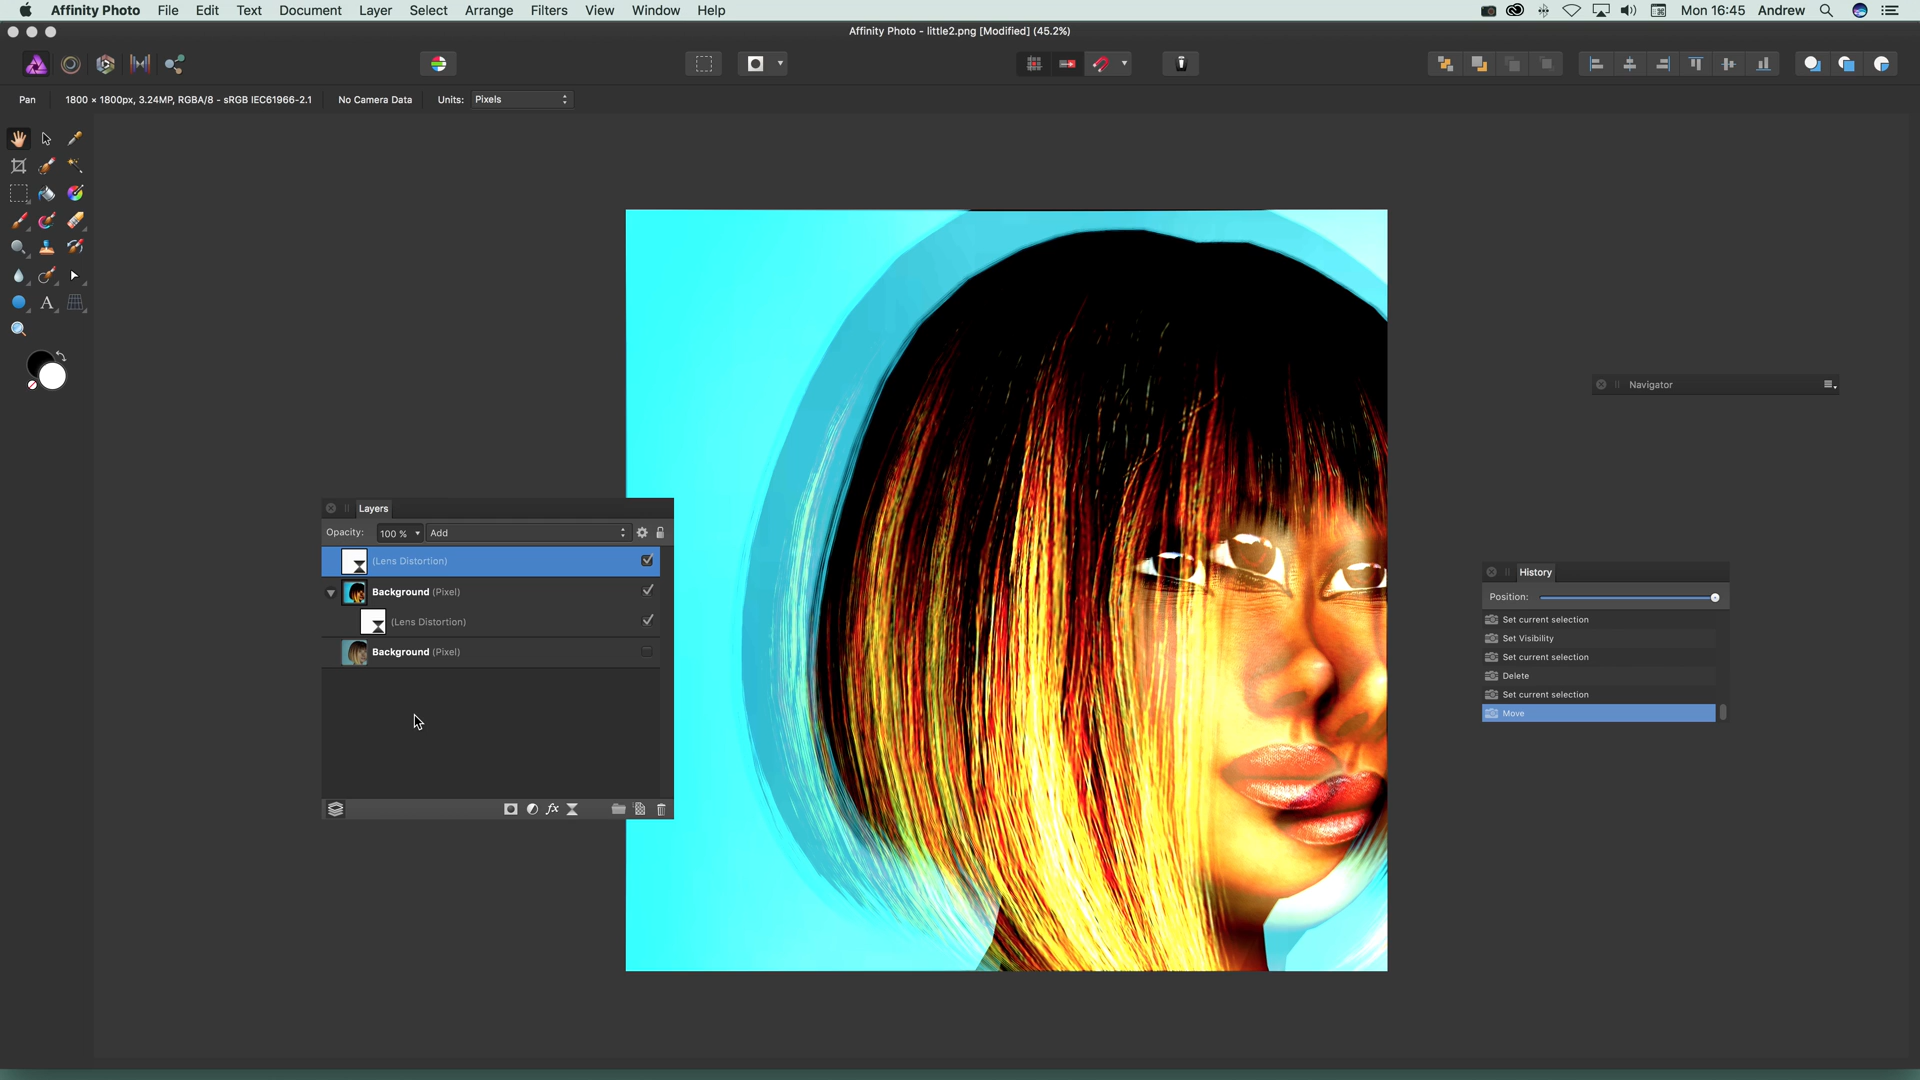 Affinity Photo File Edit Text Document Layer Select Arrange Filters View Window Help Mon 16:45 Andrew
Affinity Photo - little2.png [Modified] (45.2%)
Pan 1800 × 1800px, 3.24MP, RGBA/8 - sRGB IEC61966-2.1 No Camera Data Units: Pixels
A
Navigator
Layers
Opacity: 100 % Add
(Lens Distortion)
Background (Pixel)
(Lens Distortion)
Background (Pixel)
fx
History
Position:
Set current selection
Set Visibility
Set current selection
Delete
Set current selection
Move